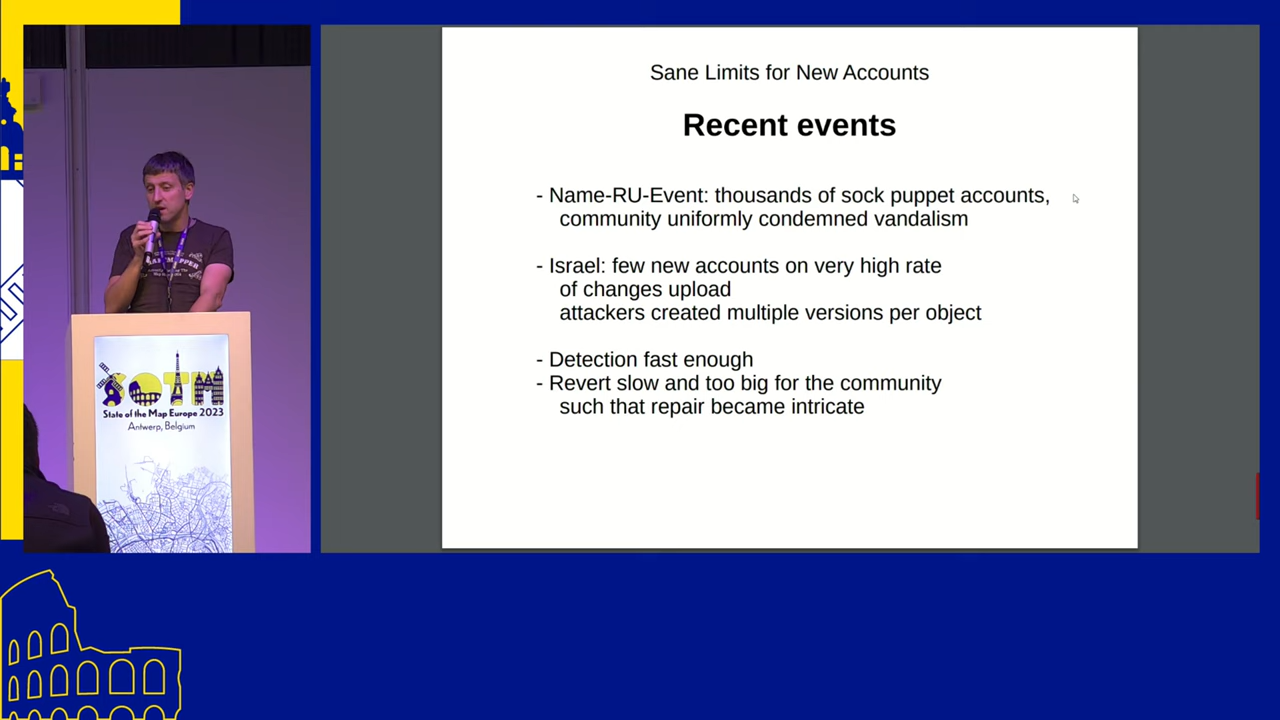 Sane Limits for New Accounts
Recent events
- Name-RU-Event: thousands of sock puppet accounts,
community uniformly condemned vandalism
- Israel: few new accounts on very high rate
of changes upload
attackers created multiple versions per object
- Detection fast enough
- Revert slow and too big for the community
such that repair became intricate
SOTM
State of the Map Europe 2023
Antwerp, Belgium